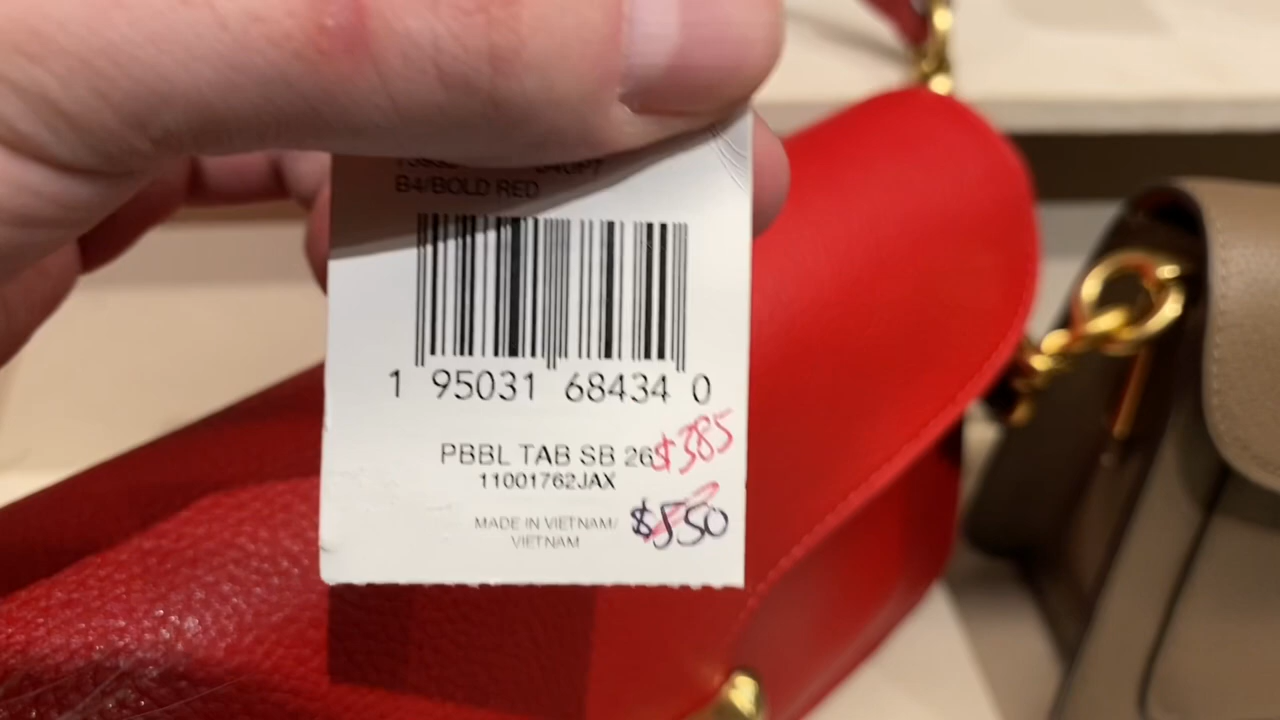 B4/BOLD RED
1 95031 68434 0
PBBL TAB SB 26 $385
11001762JAX
MADE IN VIETNAM/ $550
VIETNAM